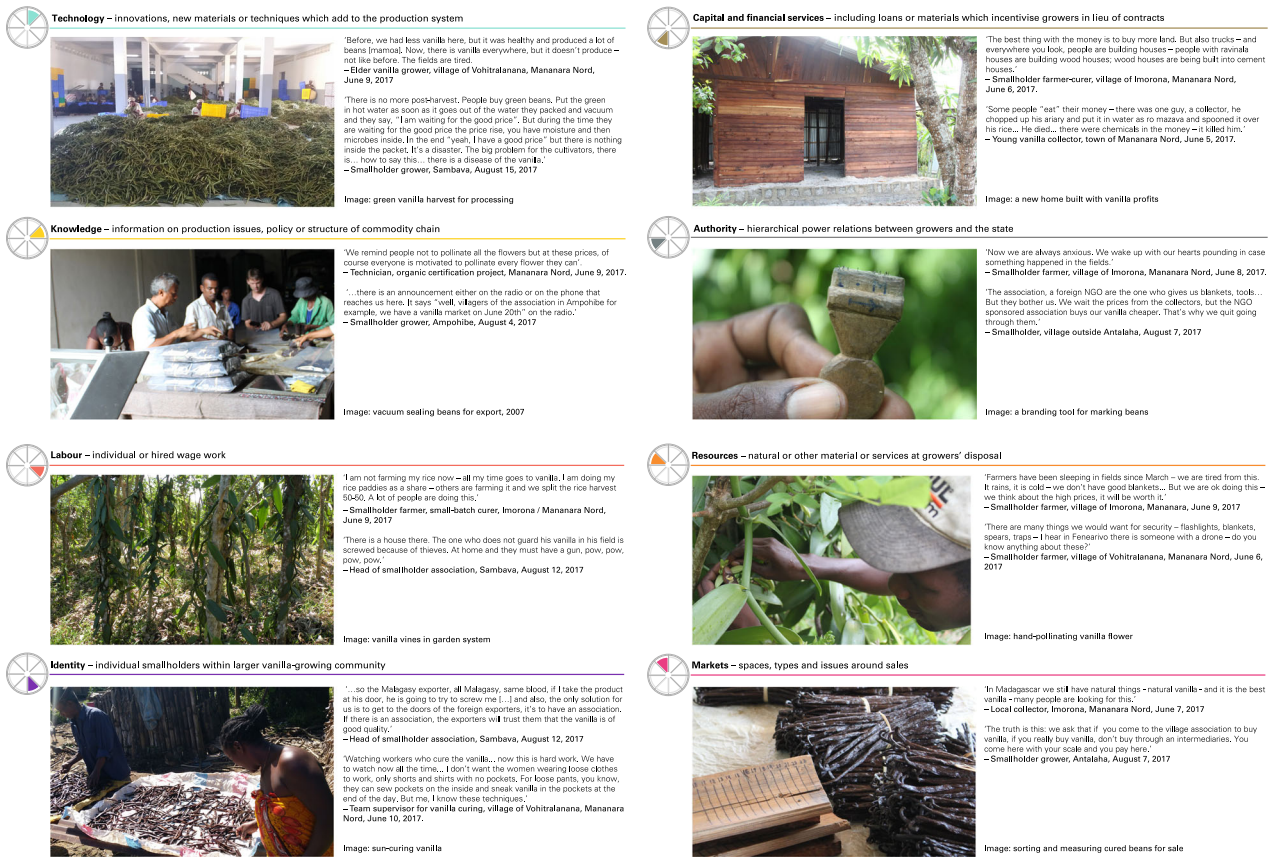 Technology – innovations, new materials or techniques which add to the production system
'Before, we had less vanilla here, but it was healthy and produced a lot of
beans [mamoa]. Now, there is vanilla everywhere, but it doesn't produce –
not like before. The fields are tired.
– Elder vanilla grower, village of Vohitralanana, Mananara Nord,
June 9, 2017
'There is no more post-harvest. People buy green beans. Put the green
in hot water as soon as it goes out of the water they packed and vacuum
and they say, "I am waiting for the good price". But during the time they
are waiting for the good price the price rise, you have moisture and then
microbes inside. In the end "yeah, I have a good price" but there is nothing
inside the packet. It's a disaster. The big problem for the cultivators, there
is… how to say this… there is a disease of the vanilla.'
– Smallholder grower, Sambava, August 15, 2017
Image: green vanilla harvest for processing
Capital and financial services – including loans or materials which incentivise growers in lieu of contracts
'The best thing with the money is to buy more land. But also trucks – and
everywhere you look, people are building houses – people with ravinala
houses are building wood houses; wood houses are being built into cement
houses.'
– Smallholder farmer-curer, village of Imorona, Mananara Nord,
June 6, 2017.
'Some people "eat" their money – there was one guy, a collector, he
chopped up his ariary and put it in water as ro mazava and spooned it over
his rice... He died... there were chemicals in the money – it killed him.'
– Young vanilla collector, town of Mananara Nord, June 5, 2017.
Image: a new home built with vanilla profits
Knowledge – information on production issues, policy or structure of commodity chain
'We remind people not to pollinate all the flowers but at these prices, of
course everyone is motivated to pollinate every flower they can'.
– Technician, organic certification project, Mananara Nord, June 9, 2017.
'…there is an announcement either on the radio or on the phone that
reaches us here. It says "well, villagers of the association in Ampohibe for
example, we have a vanilla market on June 20th" on the radio.'
– Smallholder grower, Ampohibe, August 4, 2017
Image: vacuum sealing beans for export, 2007
Authority – hierarchical power relations between growers and the state
'Now we are always anxious. We wake up with our hearts pounding in case
something happened in the fields.'
– Smallholder farmer, village of Imorona, Mananara Nord, June 8, 2017.
'The association, a foreign NGO are the one who gives us blankets, tools…
But they bother us. We wait the prices from the collectors, but the NGO
sponsored association buys our vanilla cheaper. That's why we quit going
through them.'
– Smallholder, village outside Antalaha, August 7, 2017
Image: a branding tool for marking beans
Labour – individual or hired wage work
'I am not farming my rice now – all my time goes to vanilla. I am doing my
rice paddies as a share – others are farming it and we split the rice harvest
50-50. A lot of people are doing this.'
– Smallholder farmer, small-batch curer, Imorona / Mananara Nord,
June 9, 2017
'There is a house there. The one who does not guard his vanilla in his field is
screwed because of thieves. At home and they must have a gun, pow, pow,
pow, pow.'
– Head of smallholder association, Sambava, August 12, 2017
Image: vanilla vines in garden system
Resources – natural or other material or services at growers' disposal
'Farmers have been sleeping in fields since March – we are tired from this.
It rains, it is cold – we don't have good blankets... But we are ok doing this –
we think about the high prices, it will be worth it.'
– Smallholder farmer, village of Imorona, Mananara, June 9, 2017
'There are many things we would want for security – flashlights, blankets,
spears, traps – I hear in Fenearivo there is someone with a drone – do you
know anything about these?'
– Smallholder farmer, village of Vohitralanana, Mananara Nord, June 6,
2017
Image: hand-pollinating vanilla flower
Identity – individual smallholders within larger vanilla-growing community
'…so the Malagasy exporter, all Malagasy, same blood, if I take the product
at his door, he is going to try to screw me […] and also, the only solution for
us is to get to the doors of the foreign exporters, it's to have an association.
If there is an association, the exporters will trust them that the vanilla is of
good quality.'
– Head of smallholder association, Sambava, August 12, 2017
'Watching workers who cure the vanilla... now this is hard work. We have
to watch now all the time... I don't want the women wearing loose clothes
to work, only shorts and shirts with no pockets. For loose pants, you know,
they can sew pockets on the inside and sneak vanilla in the pockets at the
end of the day. But me, I know these techniques.'
– Team supervisor for vanilla curing, village of Vohitralanana, Mananara
Nord, June 10, 2017.
Image: sun-curing vanilla
Markets – spaces, types and issues around sales
'In Madagascar we still have natural things - natural vanilla - and it is the best
vanilla - many people are looking for this.'
– Local collector, Imorona, Mananara Nord, June 7, 2017
'The truth is this: we ask that if you come to the village association to buy
vanilla, if you really buy vanilla, don't buy through an intermediaries. You
come here with your scale and you pay here.'
– Smallholder grower, Antalaha, August 7, 2017
Image: sorting and measuring cured beans for sale